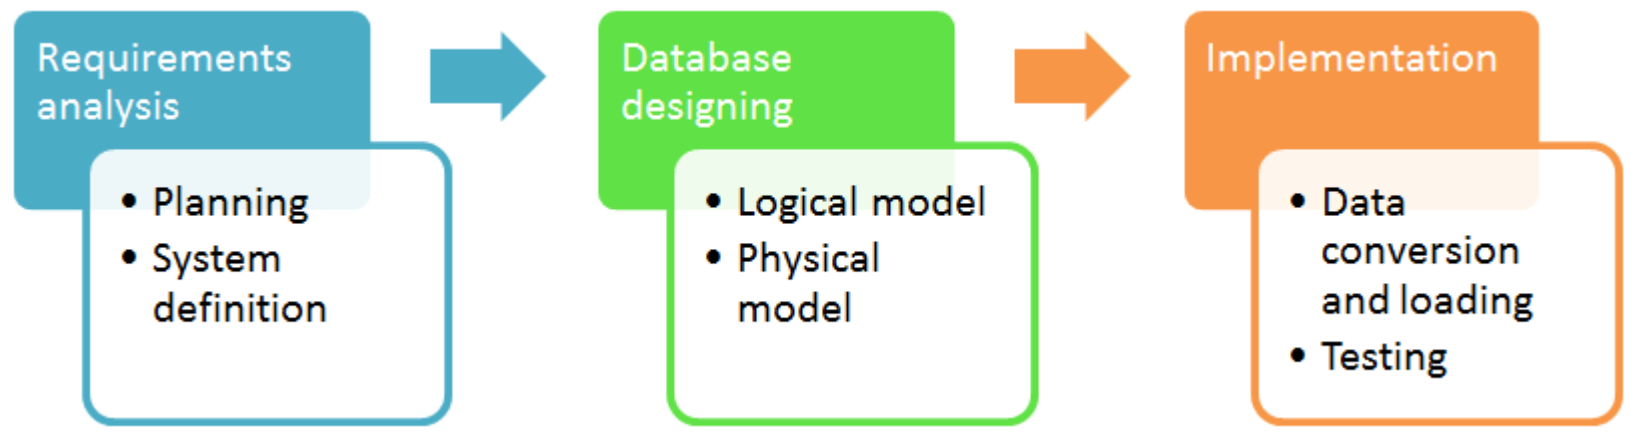 Requirements
analysis
• Planning
• System
definition
Database
designing
• Logical model
• Physical
model
Implementation
• Data
conversion
and loading
• Testing